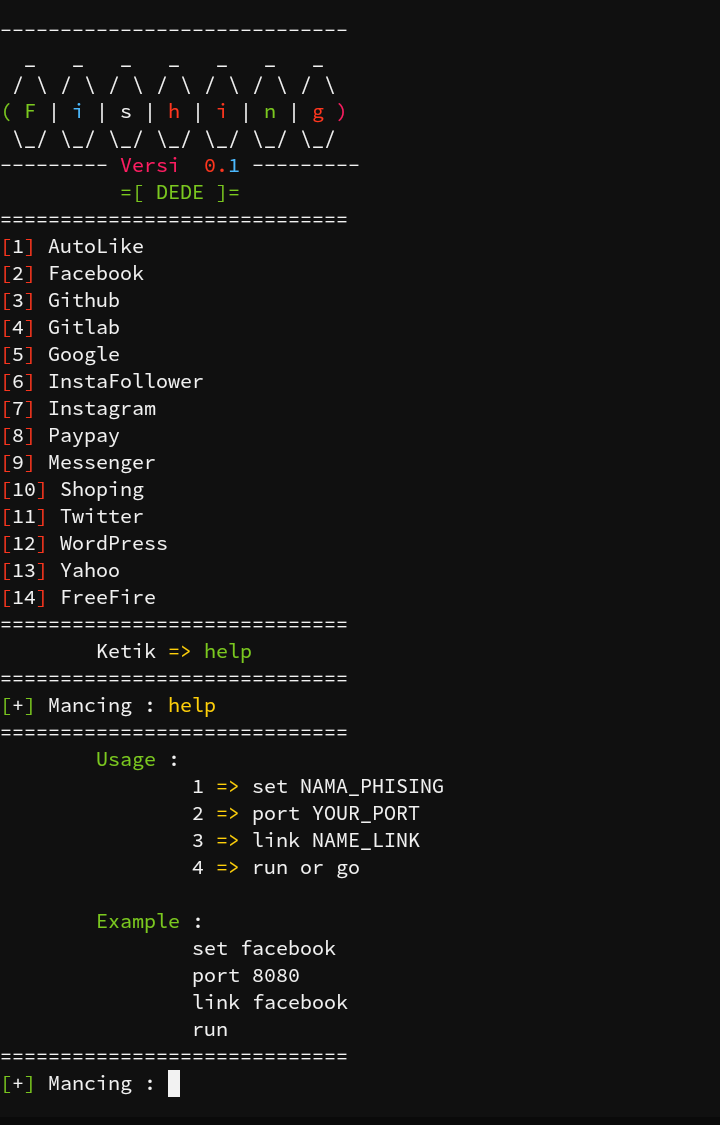 -----------------------------
  _   _   _   _   _   _   _
 / \ / \ / \ / \ / \ / \ / \
( F | i | s | h | i | n | g )
 \_/ \_/ \_/ \_/ \_/ \_/ \_/
--------- Versi  0.1 ---------
          =[ DEDE ]=
=============================
[1] AutoLike
[2] Facebook
[3] Github
[4] Gitlab
[5] Google
[6] InstaFollower
[7] Instagram
[8] Paypay
[9] Messenger
[10] Shoping
[11] Twitter
[12] WordPress
[13] Yahoo
[14] FreeFire
=============================
        Ketik => help
=============================
[+] Mancing : help
=============================
        Usage :
                1 => set NAMA_PHISING
                2 => port YOUR_PORT
                3 => link NAME_LINK
                4 => run or go

        Example :
                set facebook
                port 8080
                link facebook
                run
=============================
[+] Mancing :